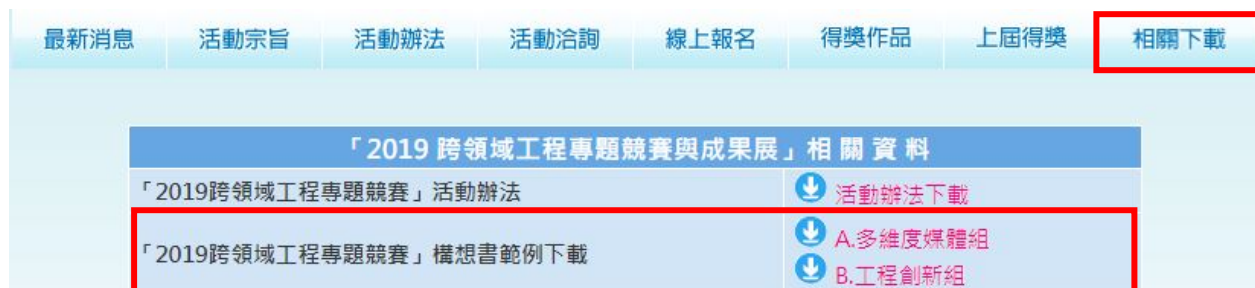 最新消息 活動宗旨 活動辦法 活動洽詢 線上報名 得獎作品 上屆得獎 相關下載
「2019 跨領域工程專題競賽與成果展」相 關 資 料
「2019跨領域工程專題競賽」活動辦法 活動辦法下載
「2019跨領域工程專題競賽」構想書範例下載 A.多維度媒體組
B.工程創新組